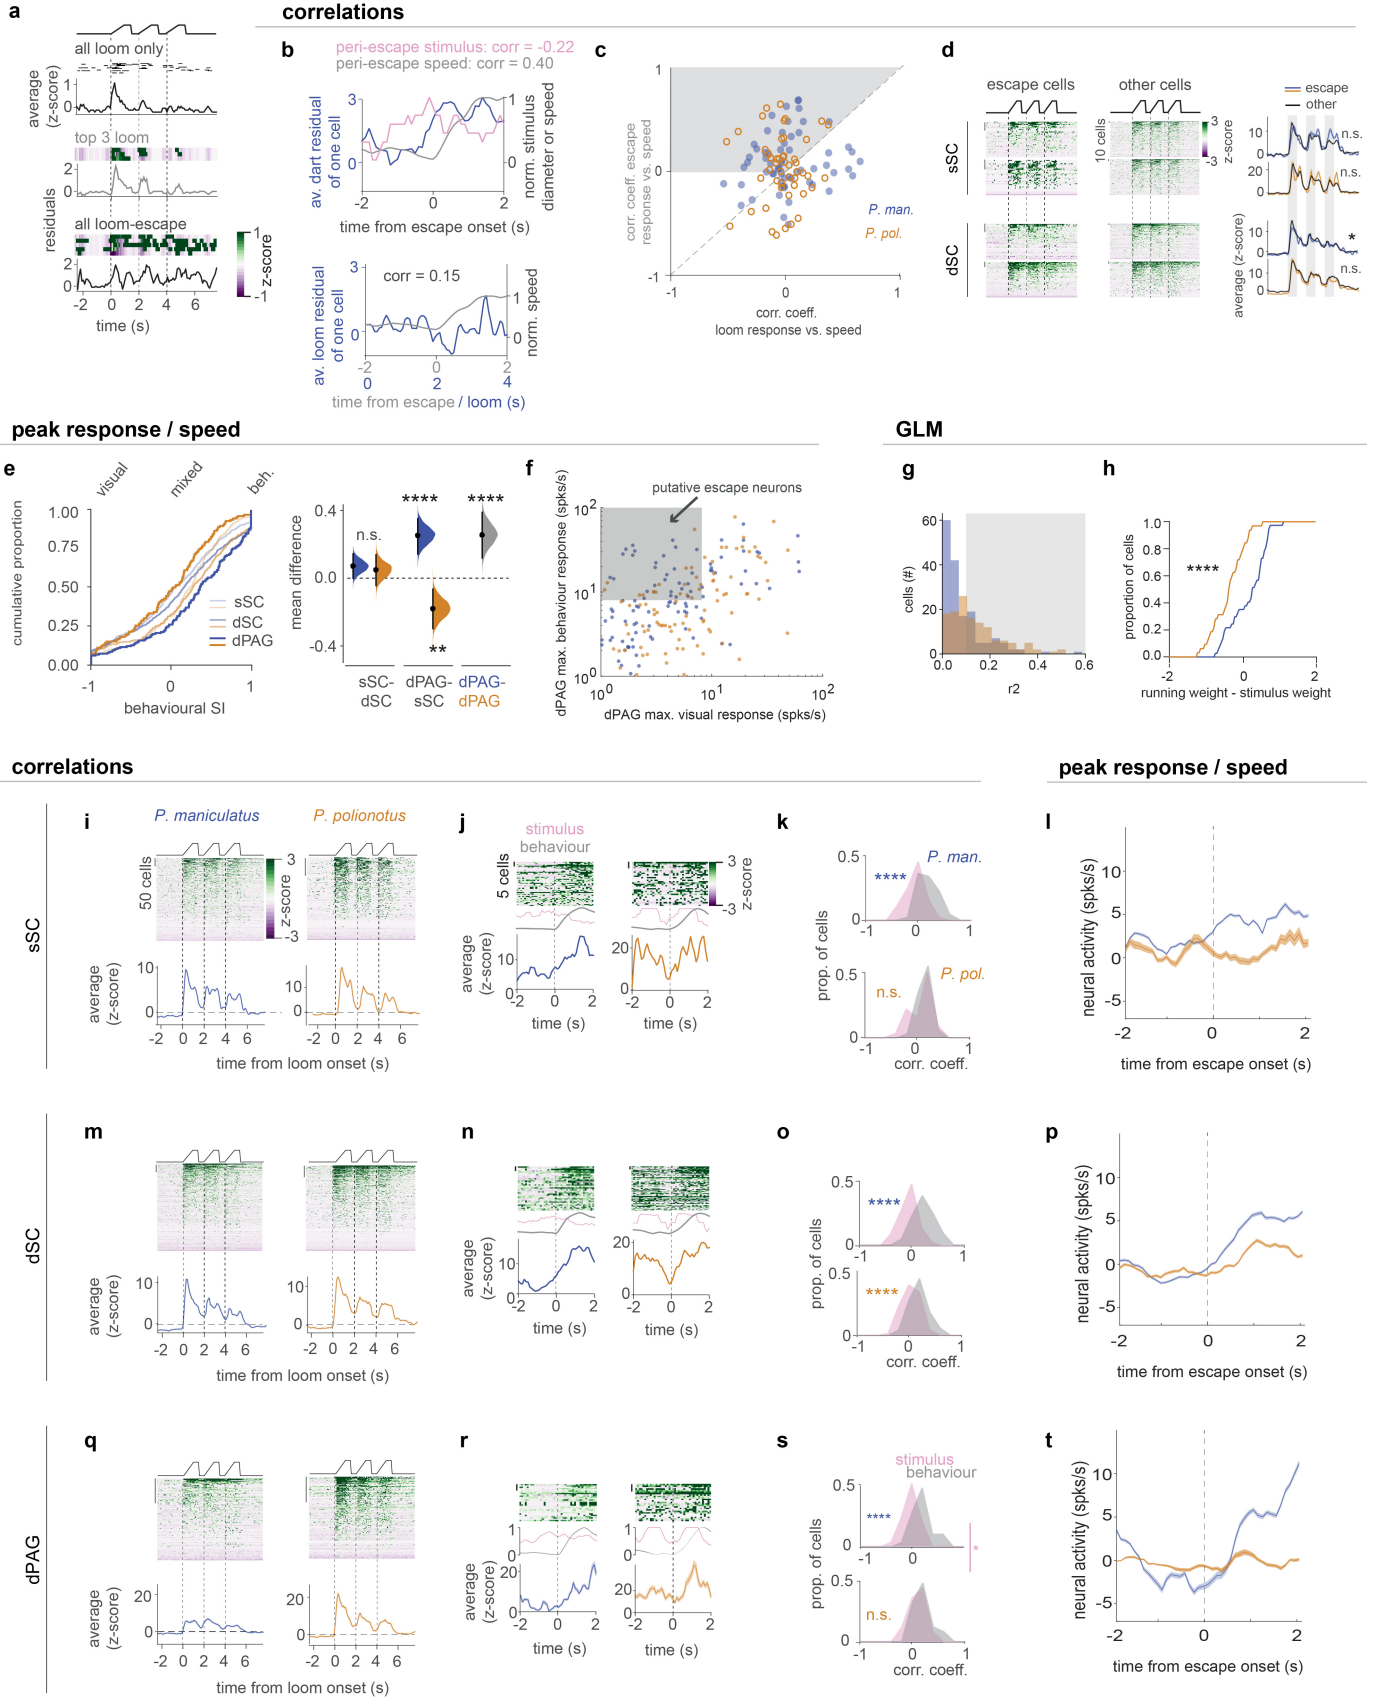 a
correlations
all loom only
average
(z-score)
1
0
top 3 loom
residuals
2
0
all loom-escape
2
0
-2 0 2 4 6
time (s)
1
-1
z-score
b
peri-escape stimulus: corr = -0.22
peri-escape speed: corr = 0.40
av. dart residual
of one cell
3
0
1
0
norm. stimulus
diameter or speed
-2 0 2
time from escape onset (s)
av. loom residual
of one cell
3
0
corr = 0.15
1
0
norm. speed
-2 0 2
0 2 4
time from escape / loom (s)
c
corr. coeff. escape
response vs. speed
1
0
-1
P. man.
P. pol.
-1 0 1
corr. coeff.
loom response vs. speed
d
escape cells
other cells
escape
other
sSC
10 cells
3
-3
z-score
10
0
n.s.
20
0
n.s.
dSC
average (z-score)
10
0
*
10
0
n.s.
peak response / speed
GLM
e
visual
mixed
beh.
cumulative proportion
1.00
0.75
0.50
0.25
0.00
sSC
dSC
dPAG
-1 0 1
behavioural SI
mean difference
0.4
0.0
-0.4
n.s.
****
**
****
sSC-
dSC
dPAG-
sSC
dPAG-
dPAG
f
putative escape neurons
dPAG max. behaviour response (spks/s)
10²
10¹
10⁰
10⁰ 10¹ 10²
dPAG max. visual response (spks/s)
g
cells (#)
60
40
20
0
0.0 0.2 0.4 0.6
r2
h
proportion of cells
1.0
0.6
0.4
0.2
0.0
****
-2 0 2
running weight - stimulus weight
correlations
peak response / speed
sSC
i
P. maniculatus
P. polionotus
50 cells
3
-3
z-score
average
(z-score)
10
0
10
0
-2 0 2 4 6
-2 0 2 4 6
time from loom onset (s)
j
stimulus
behaviour
5 cells
3
-3
z-score
average
(z-score)
10
0
20
0
-2 0 2
-2 0 2
time (s)
time (s)
k
prop. of cells
0.5
0
P. man.
****
-1 0 1
0.5
0
P. pol.
n.s.
-1 0 1
corr. coeff.
l
neural activity (spks/s)
10
5
0
-5
-2 0 2
time from escape onset (s)
dSC
m
average
(z-score)
10
0
10
0
-2 0 2 4 6
-2 0 2 4 6
time from loom onset (s)
n
average
(z-score)
10
0
20
0
-2 2
-2 2
time (s)
time (s)
o
prop. of cells
0.5
0
****
-1 0 1
0.5
0
****
-1 0 1
corr. coeff.
p
neural activity (spks/s)
10
5
0
-5
-2 0 2
time from escape onset (s)
dPAG
q
average
(z-score)
20
0
20
0
-2 0 2 4 6
-2 0 2 4 6
time from loom onset (s)
r
1
0
1
0
average
(z-score)
20
0
20
0
-2 0 2
-2 0 2
time (s)
time (s)
s
stimulus
behaviour
prop. of cells
0.5
0
****
-1 0 1
*
0.5
0
n.s.
-1 0 1
corr. coeff.
t
neural activity (spks/s)
10
5
0
-5
-2 0 2
time from escape onset (s)